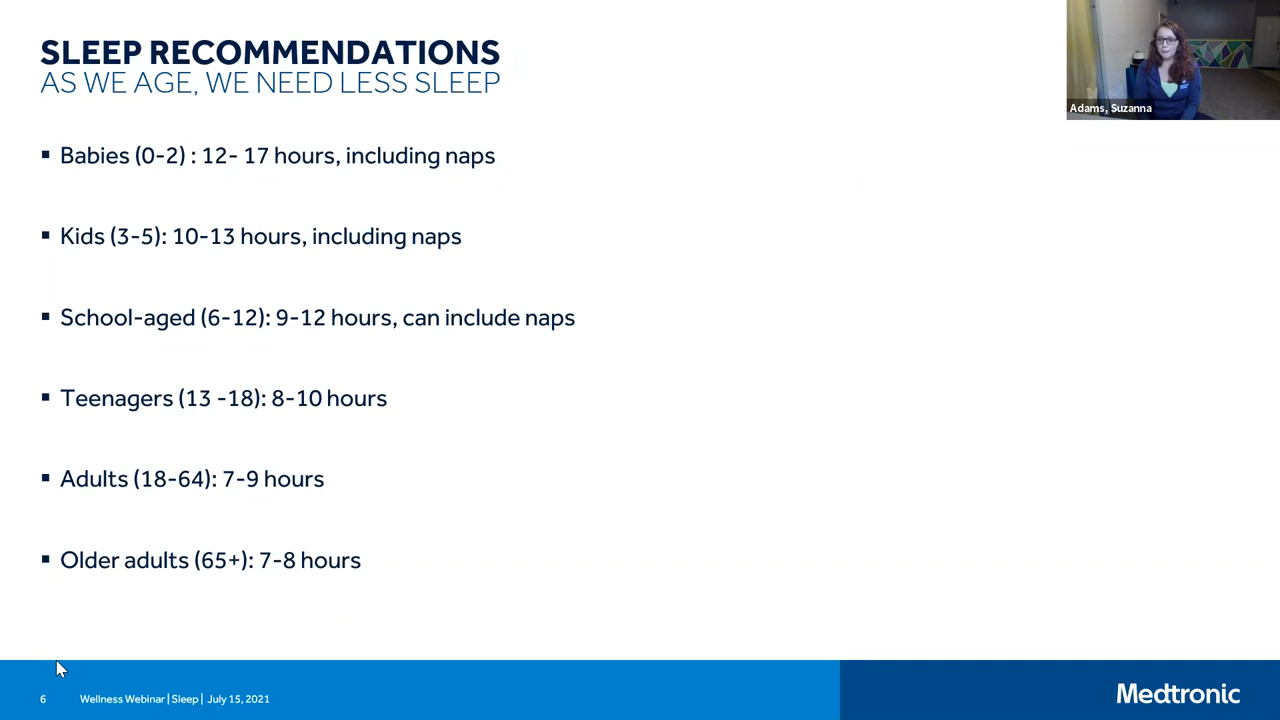 SLEEP RECOMMENDATIONS
AS WE AGE, WE NEED LESS SLEEP
Adams, Suzanna
▪ Babies (0-2) : 12- 17 hours, including naps
▪ Kids (3-5): 10-13 hours, including naps
▪ School-aged (6-12): 9-12 hours, can include naps
▪ Teenagers (13 -18): 8-10 hours
▪ Adults (18-64): 7-9 hours
▪ Older adults (65+): 7-8 hours
6 Wellness Webinar | Sleep | July 15, 2021
Medtronic